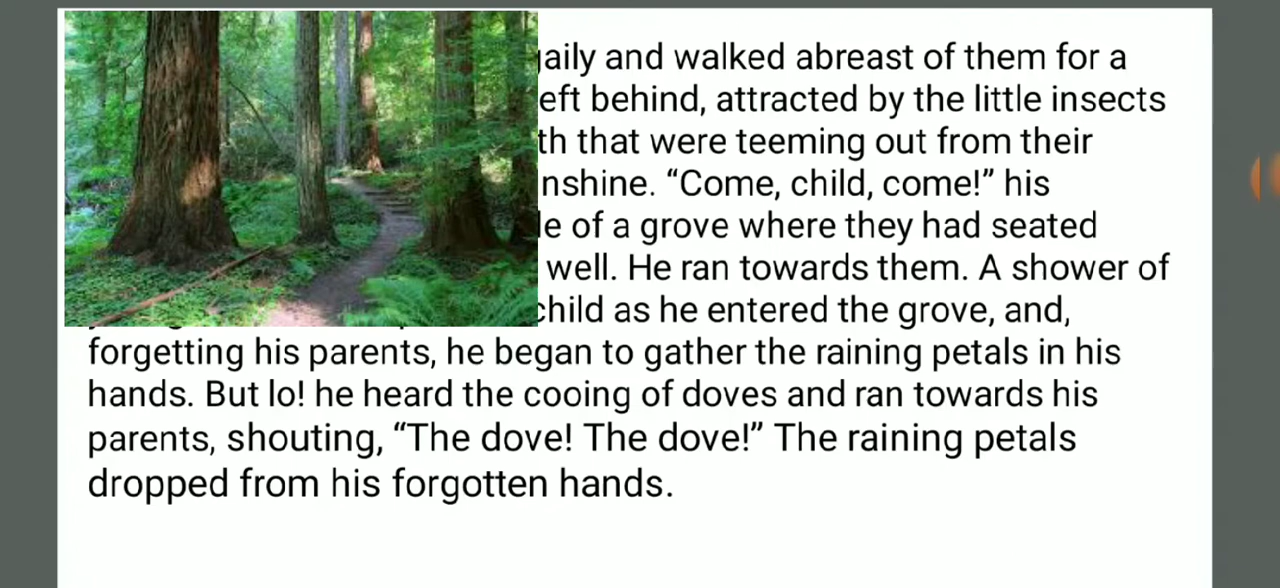 and walked abreast of them for a
behind, attracted by the little insects
that were teeming out from their
“Come, child, come!” his
of a grove where they had seated
well. He ran towards them. A shower of
child as he entered the grove, and,
forgetting his parents, he began to gather the raining petals in his
hands. But lo! he heard the cooing of doves and ran towards his
parents, shouting, “The dove! The dove!” The raining petals
dropped from his forgotten hands.